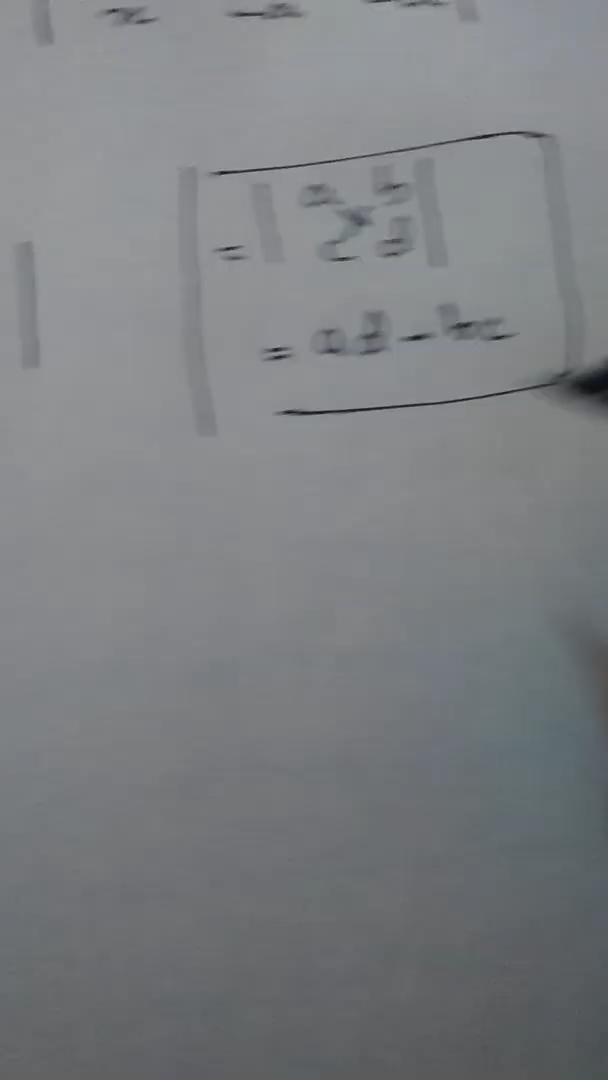 = | a b |
| c d |
= ad - bc